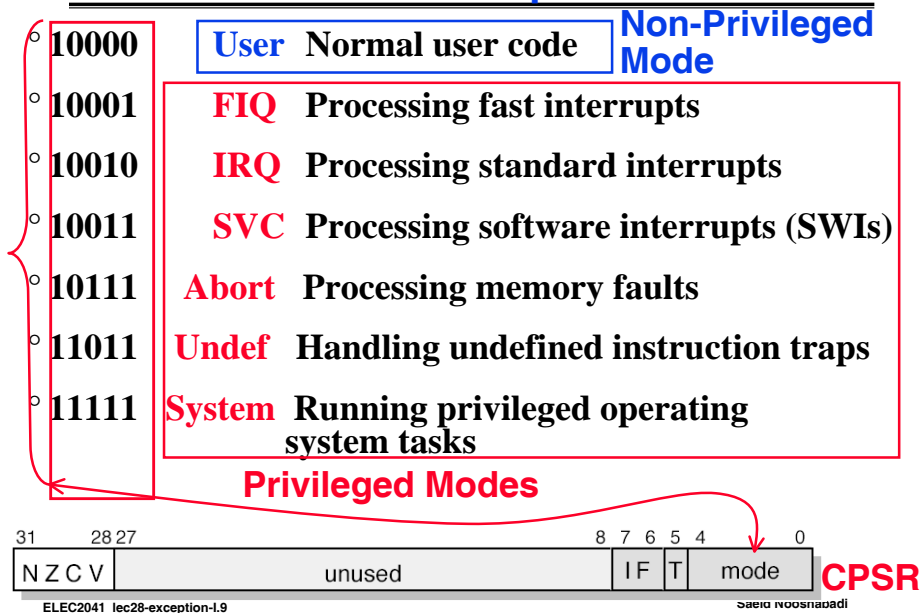 ° 10000 User Normal user code Non-Privileged Mode
° 10001 FIQ Processing fast interrupts
° 10010 IRQ Processing standard interrupts
° 10011 SVC Processing software interrupts (SWIs)
° 10111 Abort Processing memory faults
° 11011 Undef Handling undefined instruction traps
° 11111 System Running privileged operating
system tasks
Privileged Modes
31 28 27 8 7 6 5 4 0
N Z C V unused I F T mode CPSR
ELEC2041 lec28-exception-I.9 Saeid Nooshabadi